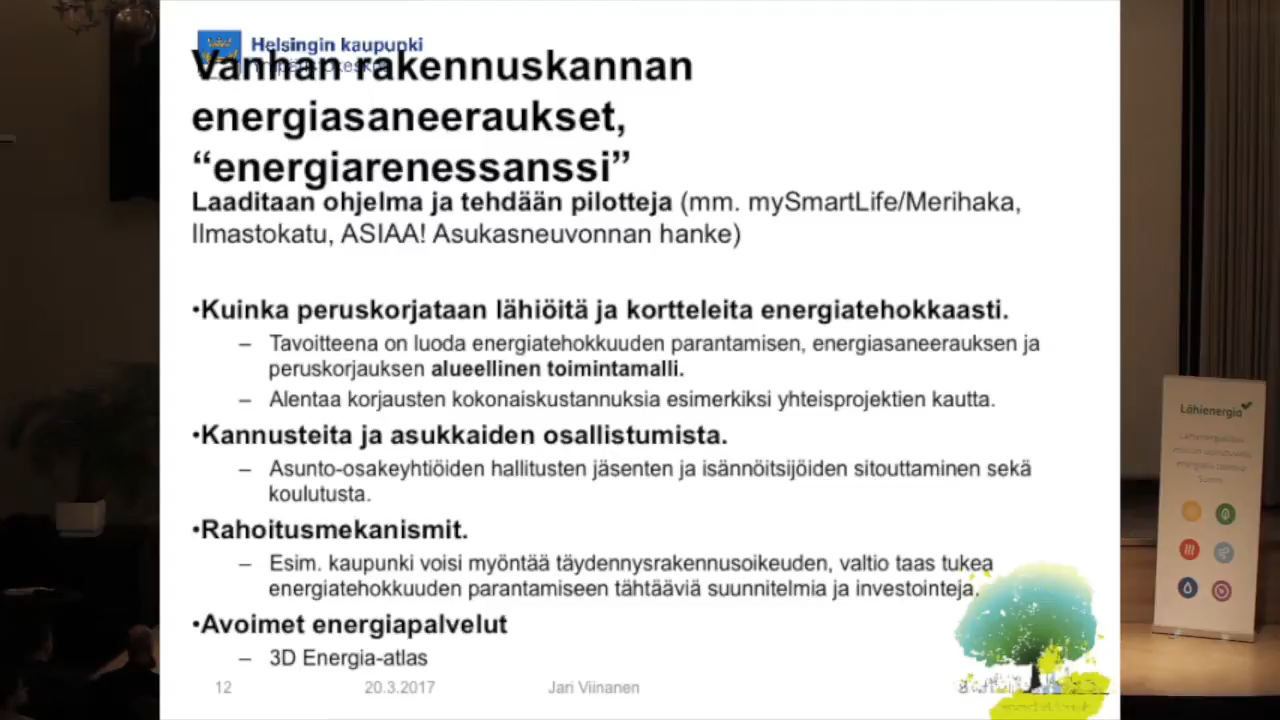 Helsingin kaupunki
Vanhan rakennuskannan
energiasaneeraukset,
“energiarenessanssi”
Laaditaan ohjelma ja tehdään pilotteja (mm. mySmartLife/Merihaka,
Ilmastokatu, ASIAA! Asukasneuvonnan hanke)
•Kuinka peruskorjataan lähiöitä ja kortteleita energiatehokkaasti.
– Tavoitteena on luoda energiatehokkuuden parantamisen, energiasaneerauksen ja
peruskorjauksen alueellinen toimintamalli.
– Alentaa korjausten kokonaiskustannuksia esimerkiksi yhteisprojektien kautta.
•Kannusteita ja asukkaiden osallistumista.
– Asunto-osakeyhtiöiden hallitusten jäsenten ja isännöitsijöiden sitouttaminen sekä
koulutusta.
•Rahoitusmekanismit.
– Esim. kaupunki voisi myöntää täydennysrakennusoikeuden, valtio taas tukea
energiatehokkuuden parantamiseen tähtääviä suunnitelmia ja investointeja.
•Avoimet energiapalvelut
– 3D Energia-atlas
12 20.3.2017 Jari Viinanen
Lähienergia